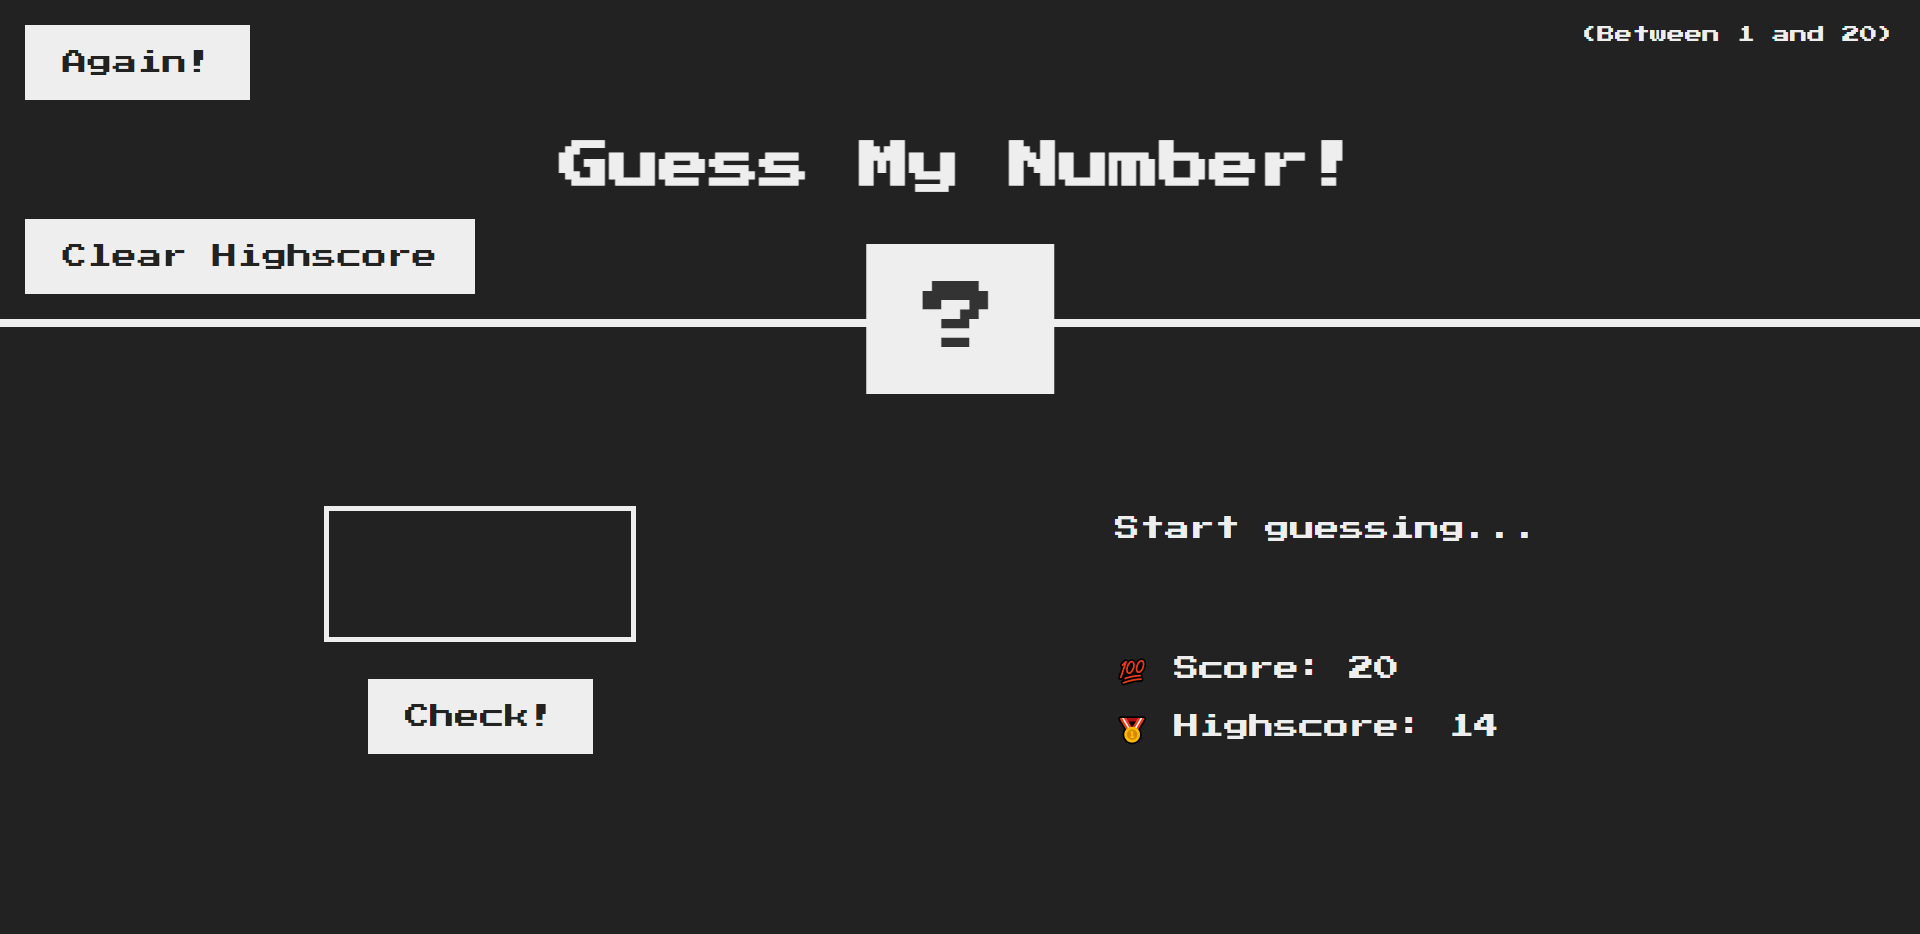 Again!
(Between 1 and 20)
Guess My Number!
Clear Highscore
?
Start guessing...
💯 Score: 20
Check!
🥇 Highscore: 14